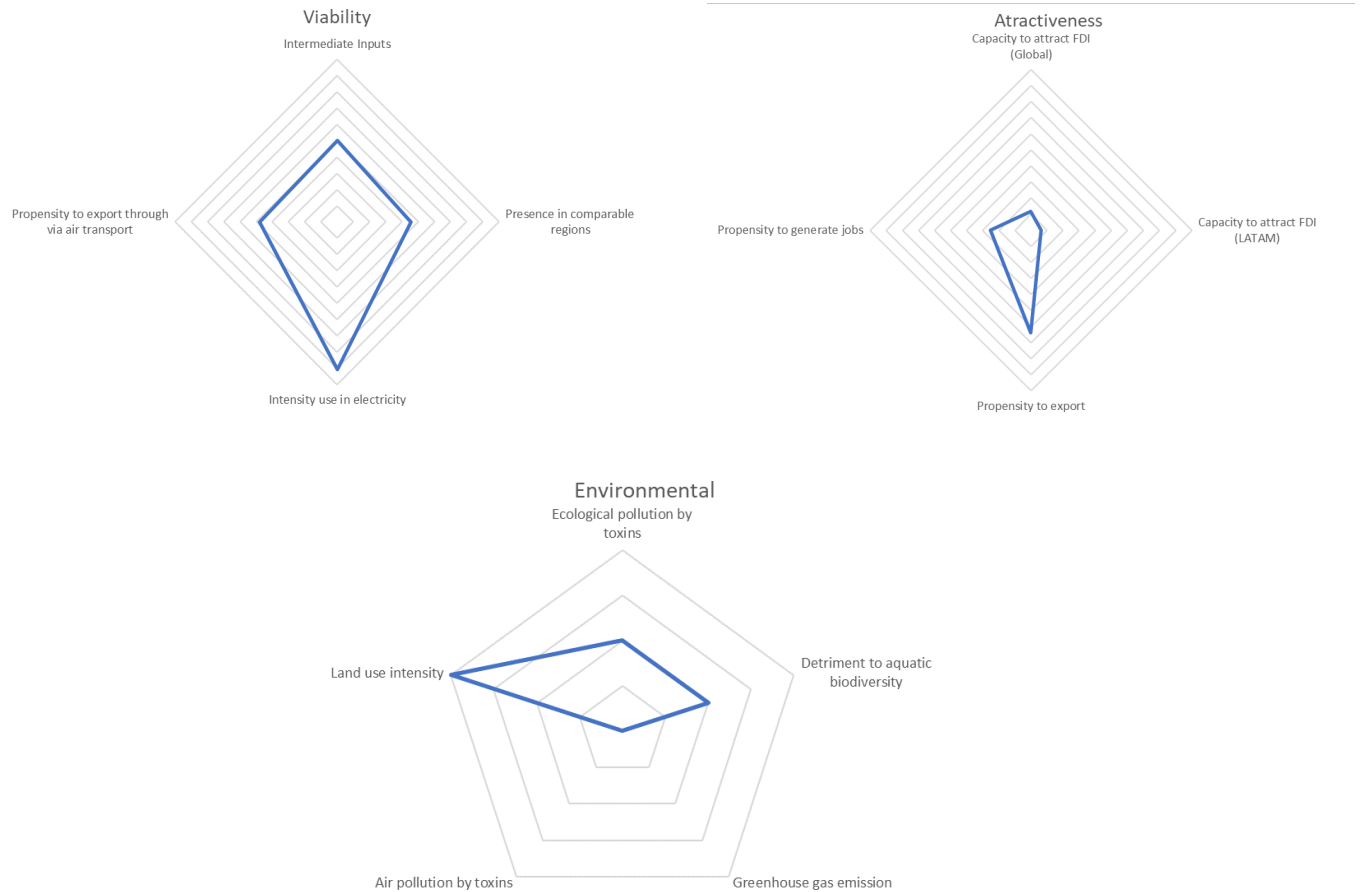 Viability
Intermediate Inputs
Propensity to export through
via air transport
Presence in comparable
regions
Intensity use in electricity
Atractiveness
Capacity to attract FDI
(Global)
Propensity to generate jobs
Capacity to attract FDI
(LATAM)
Propensity to export
Environmental
Ecological pollution by
toxins
Land use intensity
Detriment to aquatic
biodiversity
Air pollution by toxins
Greenhouse gas emission